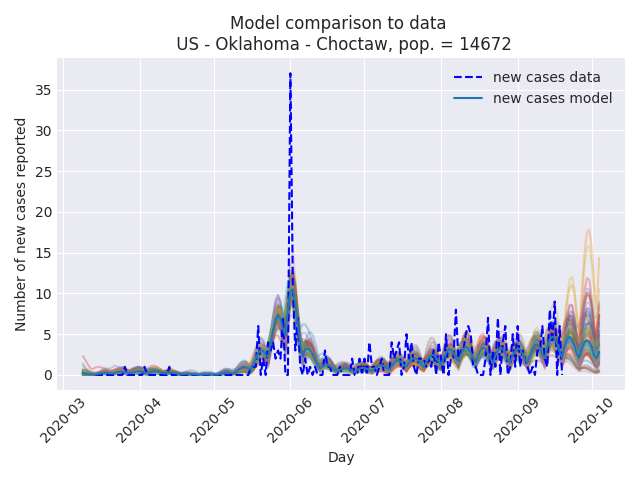 Model comparison to data
US - Oklahoma - Choctaw, pop. = 14672
new cases data
new cases model
Number of new cases reported
35
30
25
20
15
10
5
0
2020-03
2020-04
2020-05
2020-06
2020-07
2020-08
2020-09
2020-10
Day